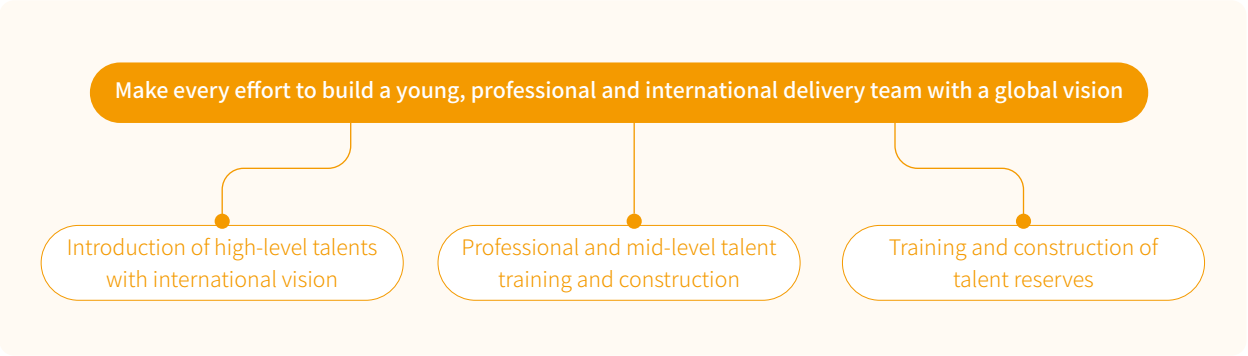 Make every effort to build a young, professional and international delivery team with a global vision
Introduction of high-level talents
with international vision
Professional and mid-level talent
training and construction
Training and construction of
talent reserves